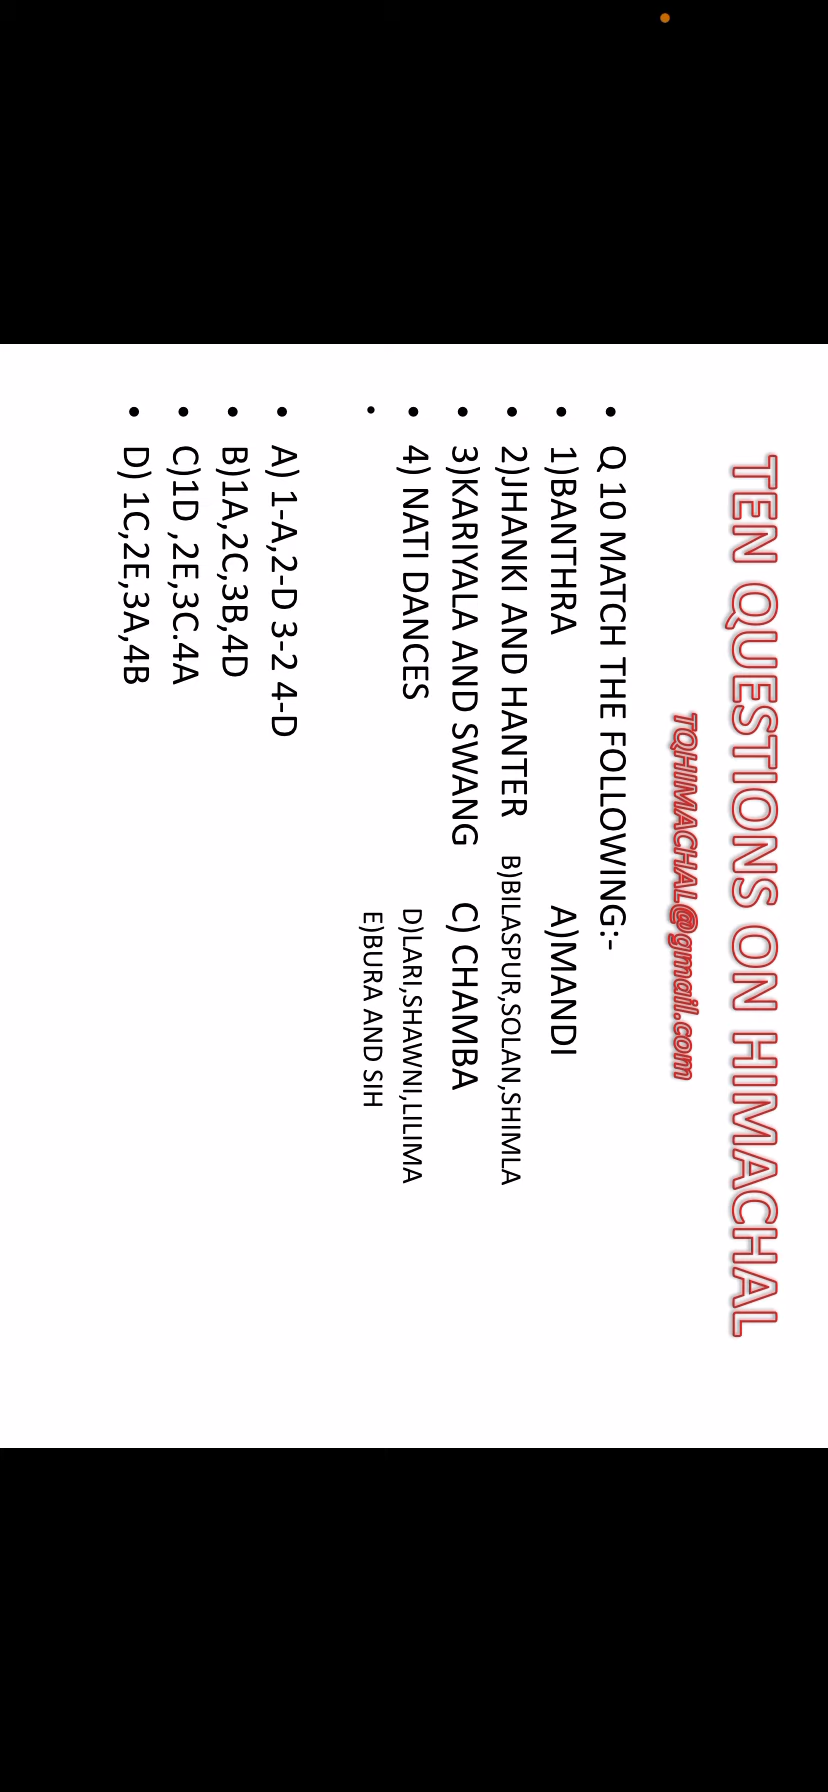 TEN QUESTIONS ON HIMACHAL
TQHIMACHAL@gmail.com
• Q 10 MATCH THE FOLLOWING:-
• 1)BANTHRA A)MANDI
• 2)JHANKI AND HANTER B)BILASPUR,SOLAN,SHIMLA
• 3)KARIYALA AND SWANG C) CHAMBA
• 4) NATI DANCES D)LARI,SHAWNI,LILIMA
• E)BURA AND SIH
• A) 1-A,2-D 3-2 4-D
• B)1A,2C,3B,4D
• C)1D ,2E,3C.4A
• D) 1C,2E,3A,4B